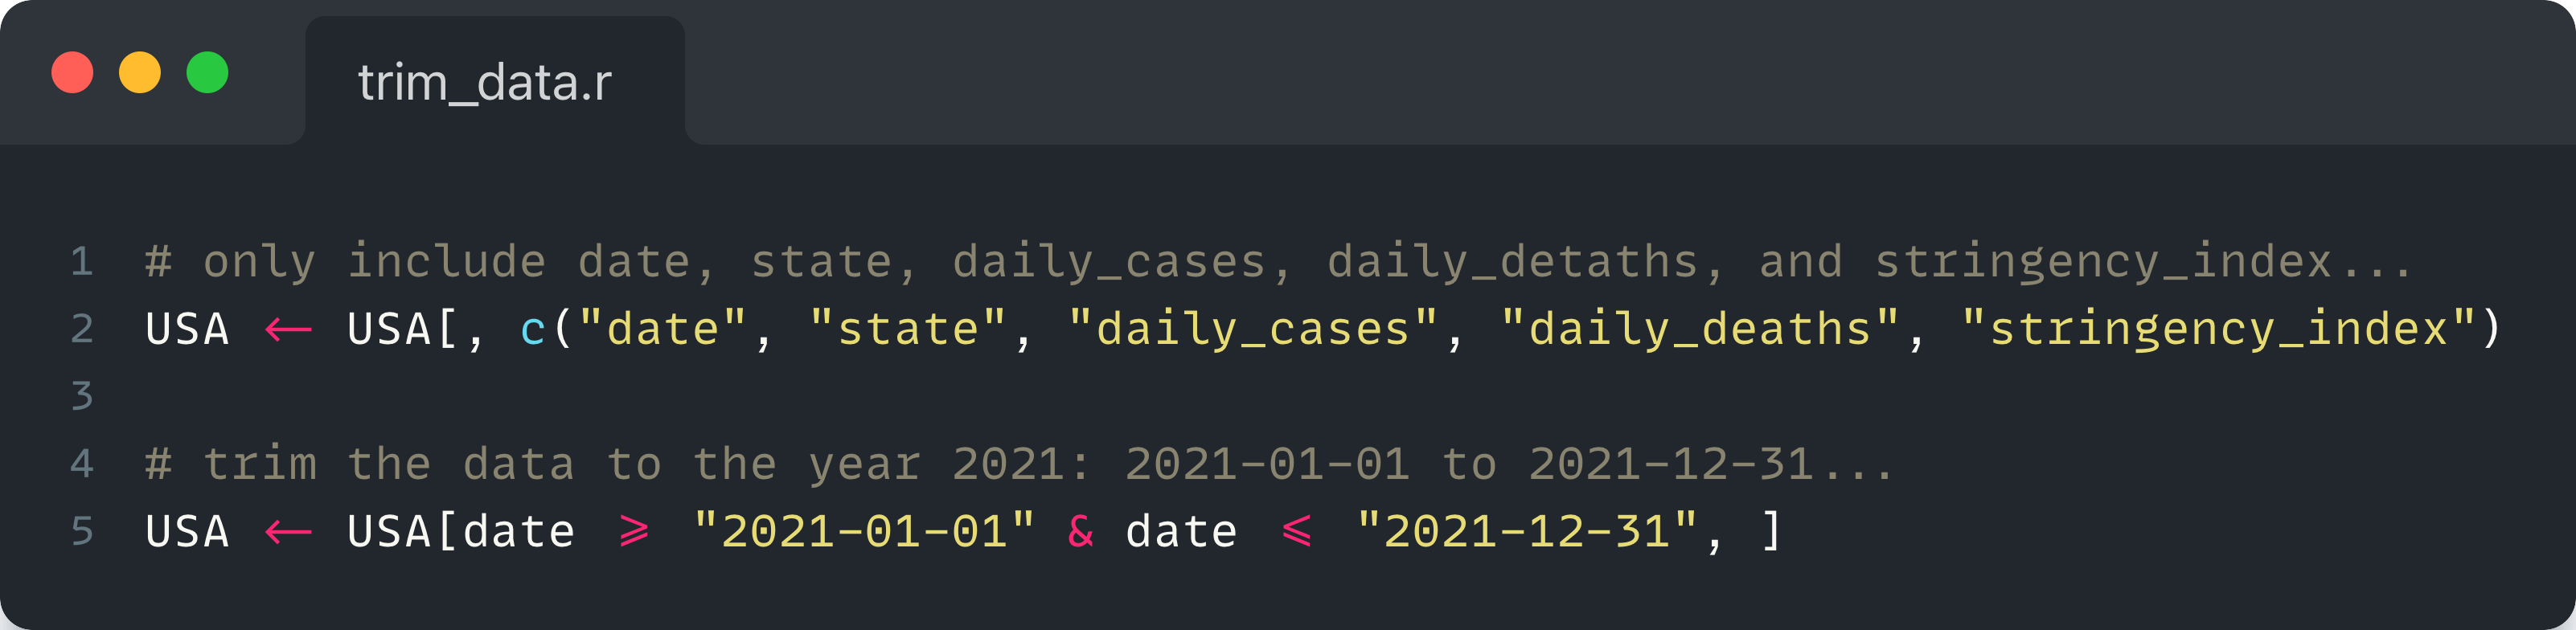 trim_data.r
1 # only include date, state, daily_cases, daily_detaths, and stringency_index...
2 USA <- USA[, c("date", "state", "daily_cases", "daily_deaths", "stringency_index")
3
4 # trim the data to the year 2021: 2021-01-01 to 2021-12-31...
5 USA <- USA[date >= "2021-01-01" & date <= "2021-12-31", ]